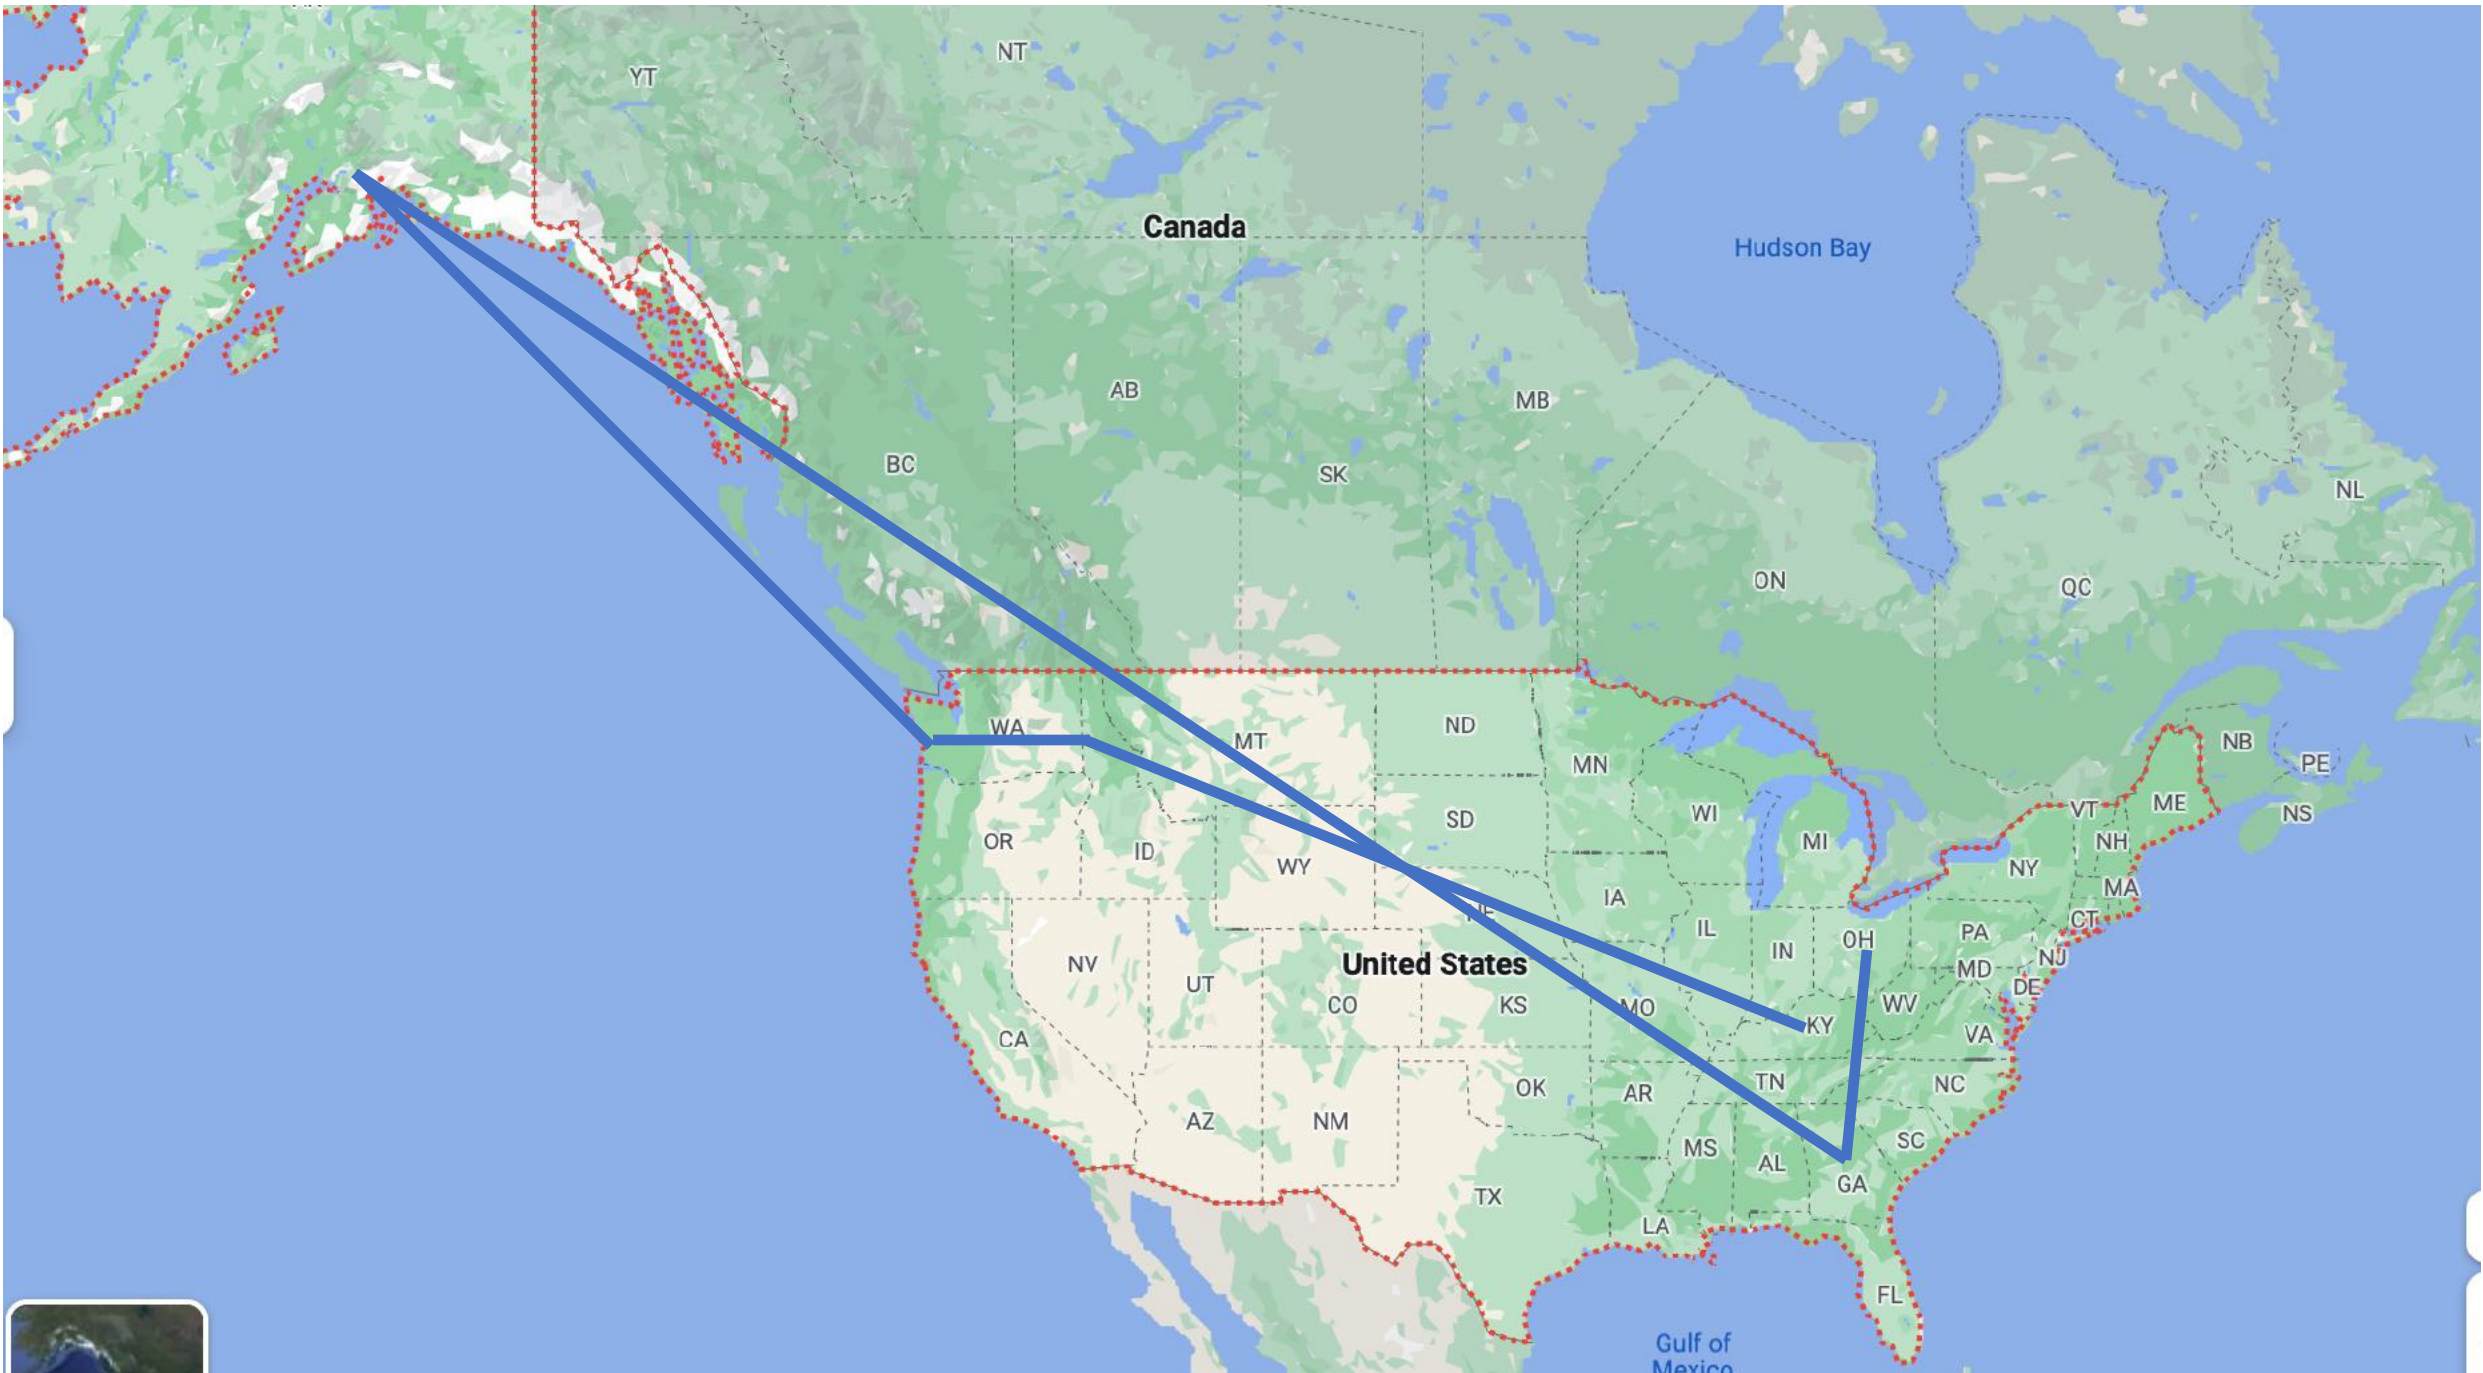 NT
YT
Canada
Hudson Bay
AB
MB
BC
SK
NL
ON
QC
WA
MT
ND
MN
NB
PE
ME
VT
NS
SD
WI
MI
NH
OR
ID
WY
NY
MA
IA
NE
CT
IL
IN
OH
PA
NV
United States
NJ
MD
UT
DE
CO
KS
MO
WV
KY
VA
CA
OK
AR
TN
NC
AZ
NM
MS
AL
SC
GA
TX
LA
FL
Gulf of
Mexico